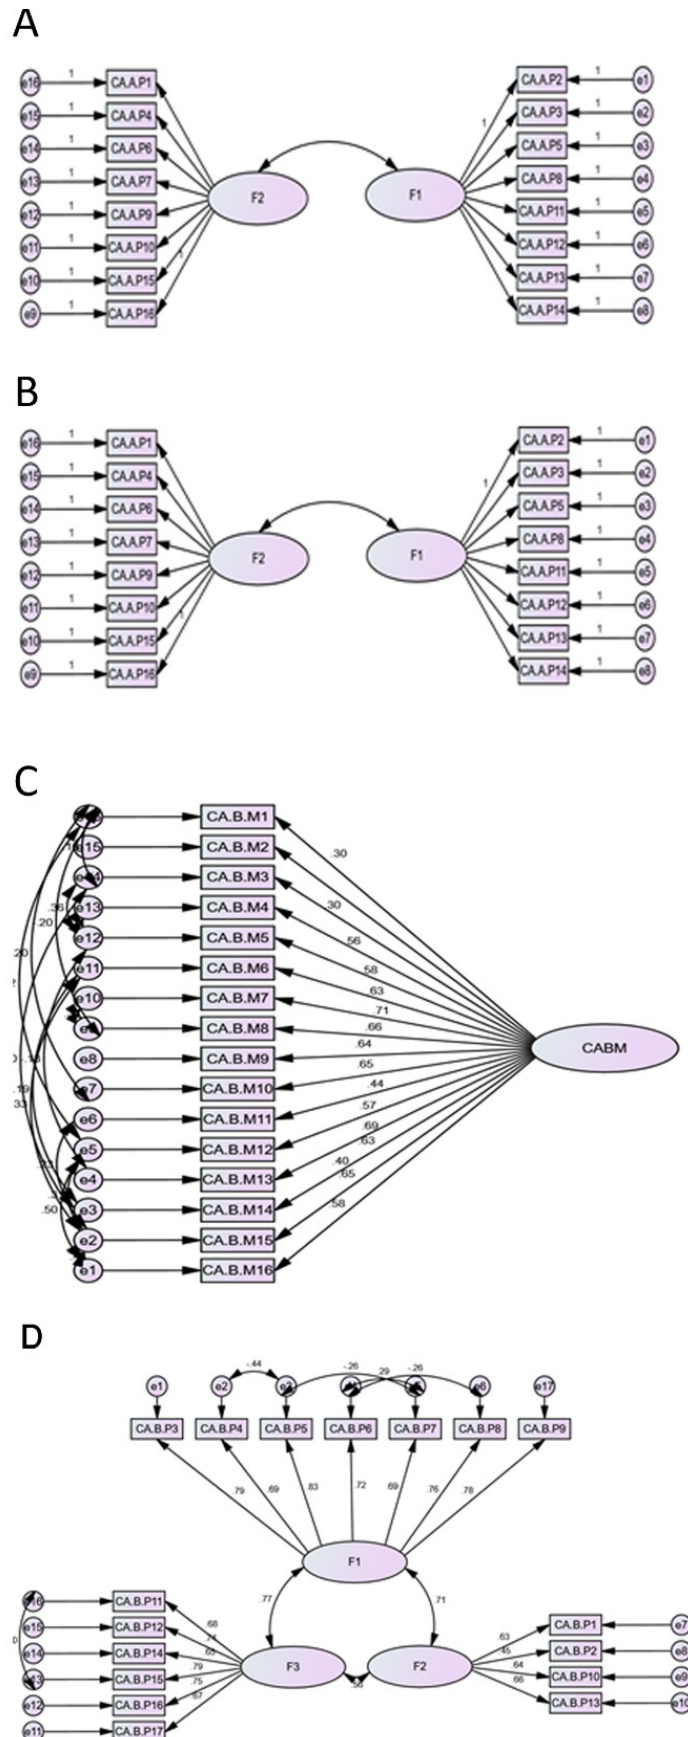 A
e16 1 CA.A.P1 CA.A.P2 1 e1
e15 1 CA.A.P4 CA.A.P3 1 e2
e14 1 CA.A.P6 1 CA.A.P5 1 e3
e13 1 CA.A.P7 F2 F1 CA.A.P8 1 e4
e12 1 CA.A.P9 CA.A.P11 1 e5
e11 1 CA.A.P10 CA.A.P12 1 e6
e10 1 CA.A.P15 1 CA.A.P13 1 e7
e9 1 CA.A.P16 CA.A.P14 1 e8
B
e16 1 CA.A.P1 CA.A.P2 1 e1
e15 1 CA.A.P4 CA.A.P3 1 e2
e14 1 CA.A.P6 1 CA.A.P5 1 e3
e13 1 CA.A.P7 F2 F1 CA.A.P8 1 e4
e12 1 CA.A.P9 CA.A.P11 1 e5
e11 1 CA.A.P10 CA.A.P12 1 e6
e10 1 CA.A.P15 1 CA.A.P13 1 e7
e9 1 CA.A.P16 CA.A.P14 1 e8
C
CA.B.M1 .30
e15 CA.B.M2
CA.B.M3 .30
e13 CA.B.M4 .56
.20 e12 CA.B.M5 .58
e11 CA.B.M6 .63
e10 CA.B.M7 .71
CA.B.M8 .66
.64 CABM
e8 CA.B.M9 .65
e7 CA.B.M10 .44
e6 CA.B.M11 .57
e5 CA.B.M12 .69
.63
e4 CA.B.M13 .40
.65
e3 CA.B.M14 .58
.50
e2 CA.B.M15
e1 CA.B.M16
D
-.44 -.26 .29 -.26
e1 e2 e3 e6 e17
CA.B.P3 CA.B.P4 CA.B.P5 CA.B.P6 CA.B.P7 CA.B.P8 CA.B.P9
.79 .69 .83 .72 .69 .76 .78
F1
.77 .71
e16 CA.B.P11 .68
e15 CA.B.P12
e14 CA.B.P14
e13 CA.B.P15 .79 F3 F2
e12 CA.B.P16 .75 .56
e11 CA.B.P17 .67
.63 CA.B.P1 e7
.45 CA.B.P2 e8
.64 CA.B.P10 e9
.66 CA.B.P13 e10